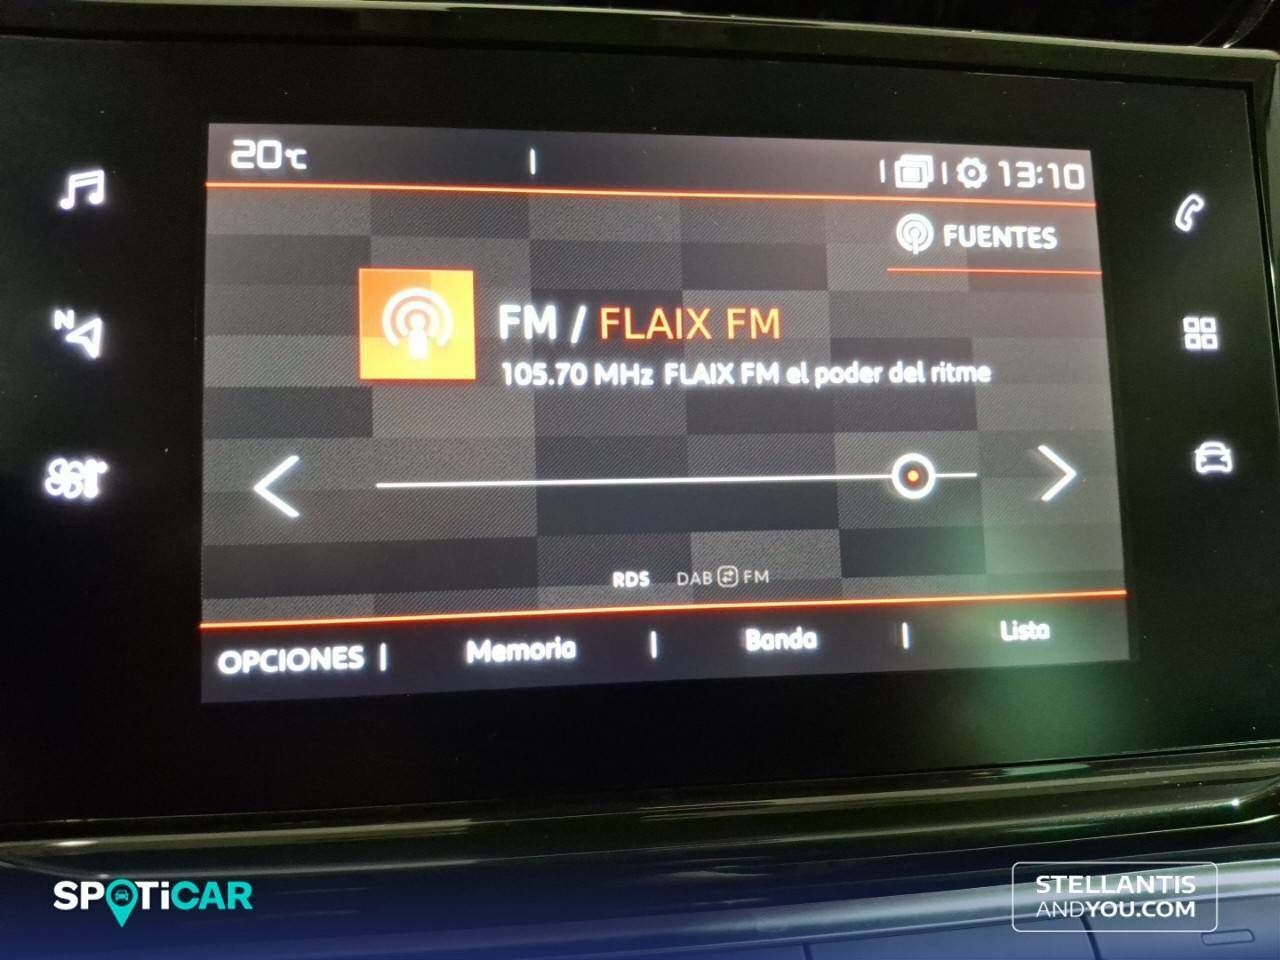 20℃
13:10
FUENTES
FM / FLAIX FM
105.70 MHz FLAIX FM el poder del ritme
N
RDS DAB FM
OPCIONES | Memoria | Banda | Lista
SPOTiCAR
STELLANTIS
ANDYOU.COM